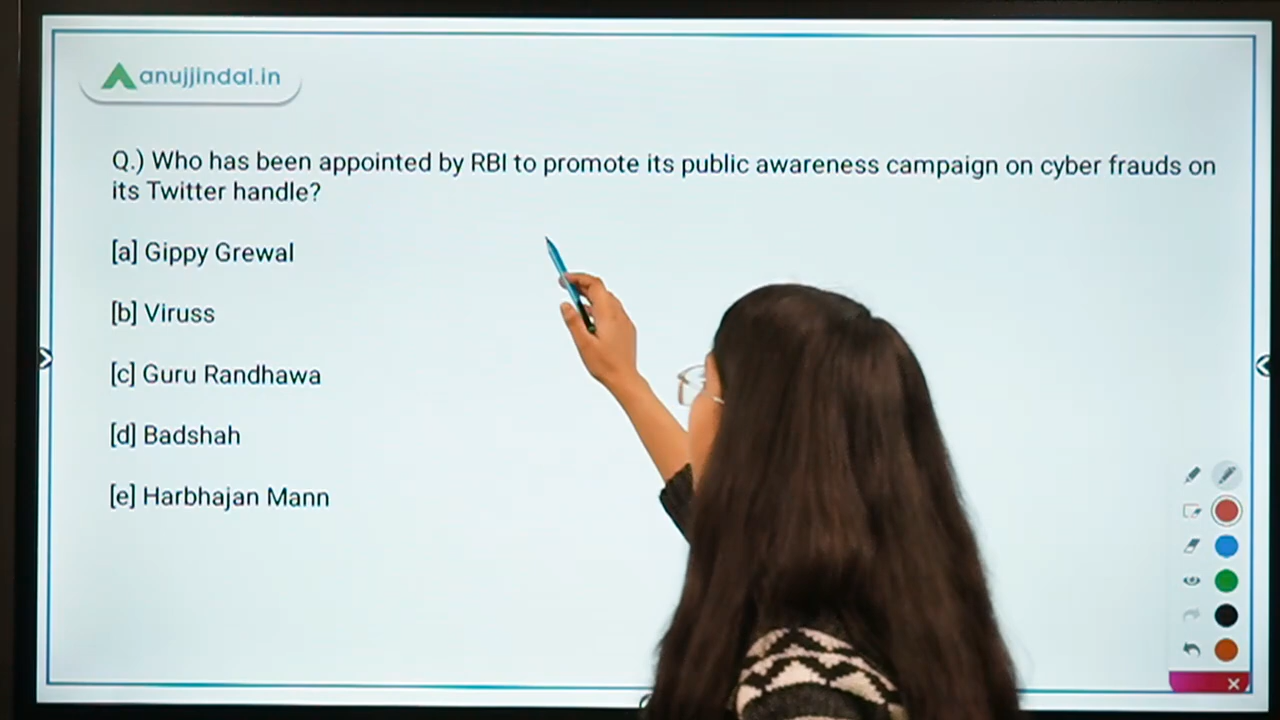 anujjindal.in
Q.) Who has been appointed by RBI to promote its public awareness campaign on cyber frauds on
its Twitter handle?
[a] Gippy Grewal
[b] Viruss
[c] Guru Randhawa
[d] Badshah
[e] Harbhajan Mann